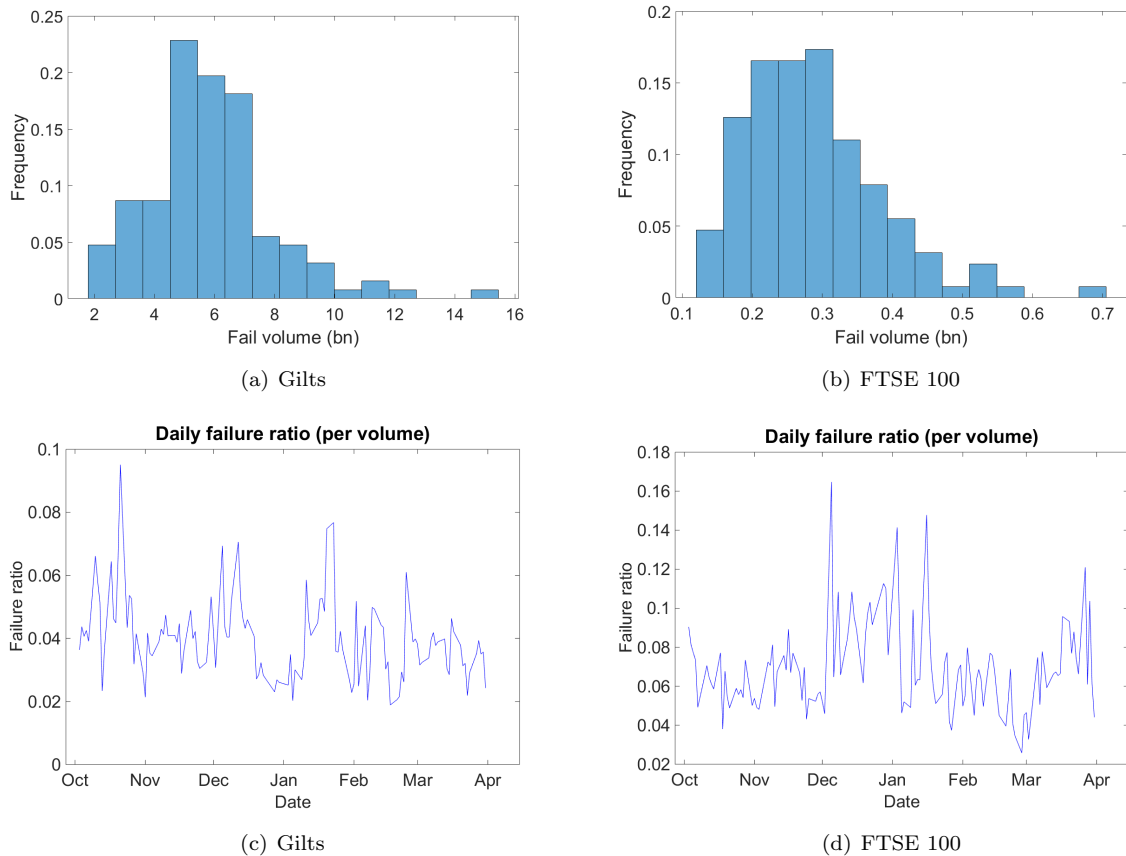 0.25
0.2
0.15
0.1
0.05
0
Frequency
2 4 6 8 10 12 14 16
Fail volume (bn)
(a) Gilts
0.2
0.15
0.1
0.05
0
Frequency
0.1 0.2 0.3 0.4 0.5 0.6 0.7
Fail volume (bn)
(b) FTSE 100
Daily failure ratio (per volume)
0.1
0.08
0.06
0.04
0.02
0
Failure ratio
Oct Nov Dec Jan Feb Mar Apr
Date
(c) Gilts
Daily failure ratio (per volume)
0.18
0.16
0.14
0.12
0.1
0.08
0.06
0.04
0.02
Failure ratio
Oct Nov Dec Jan Feb Mar Apr
Date
(d) FTSE 100